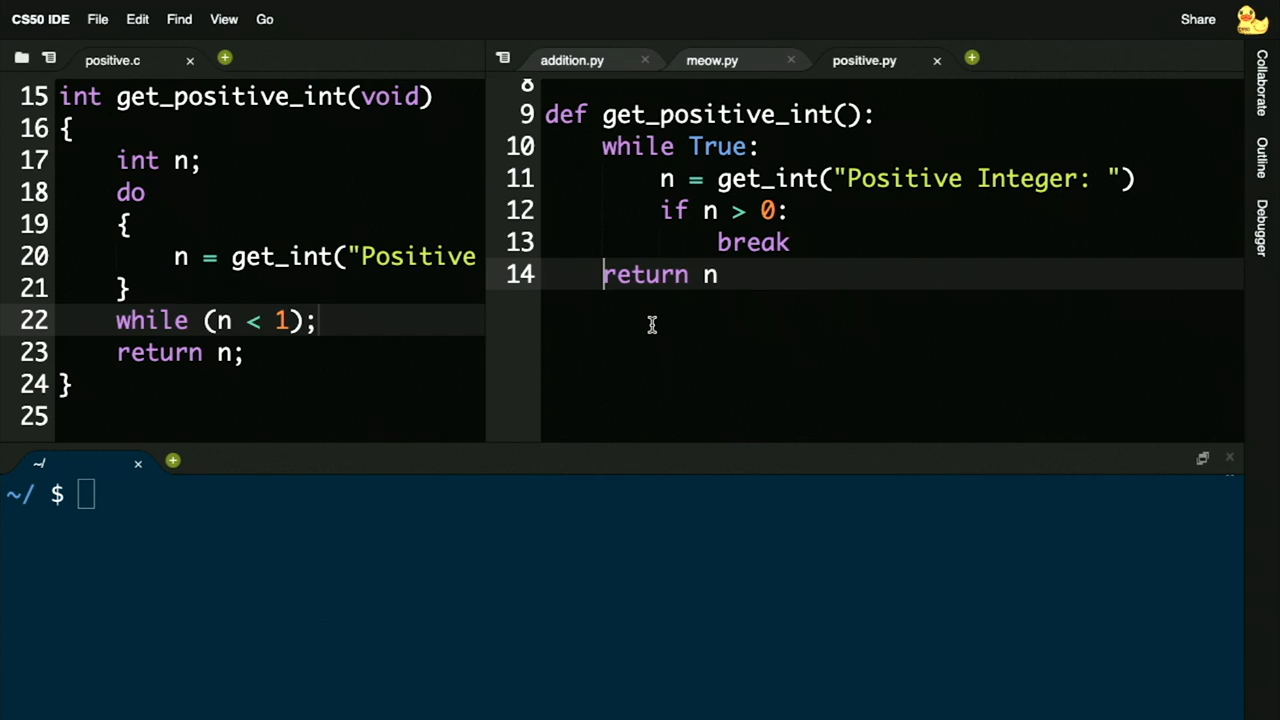 CS50 IDE File Edit Find View Go Share
positive.c
15 int get_positive_int(void)
16 {
17 int n;
18 do
19 {
20 n = get_int("Positive
21 }
22 while (n < 1);
23 return n;
24 }
25
addition.py meow.py positive.py
8
9 def get_positive_int():
10 while True:
11 n = get_int("Positive Integer: ")
12 if n > 0:
13 break
14 return n
Collaborate
Outline
Debugger
~/
~/ $